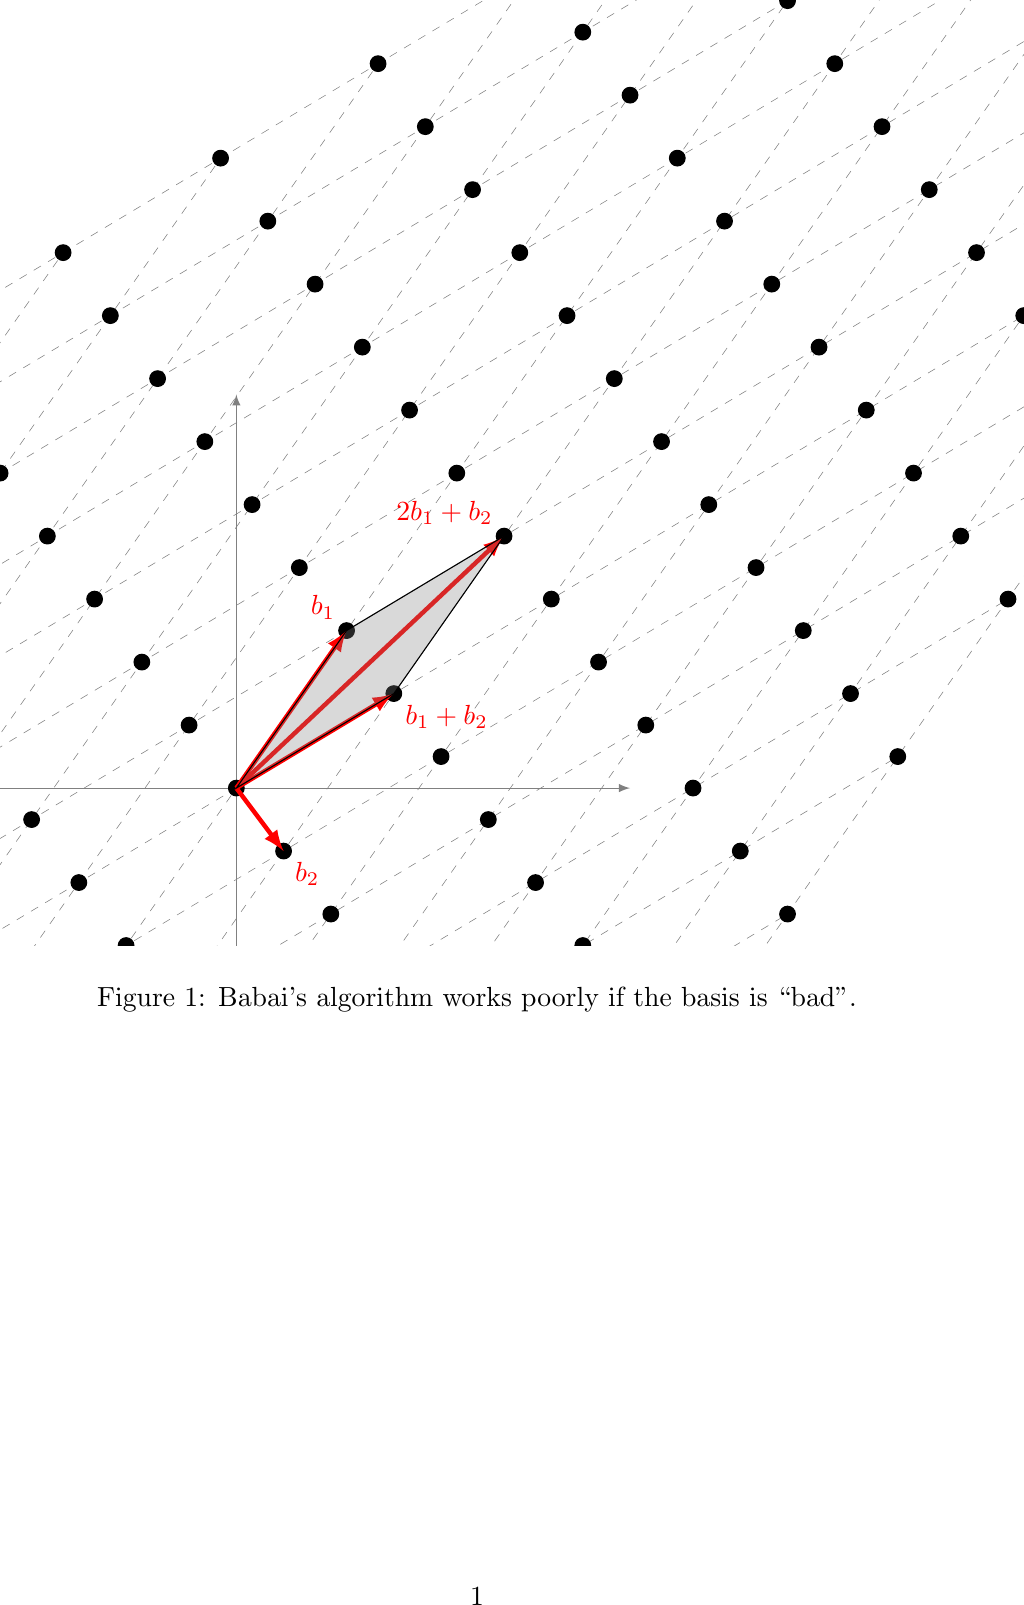 2b₁ + b₂
b₁
b₁ + b₂
b₂
Figure 1: Babai’s algorithm works poorly if the basis is “bad”.
1